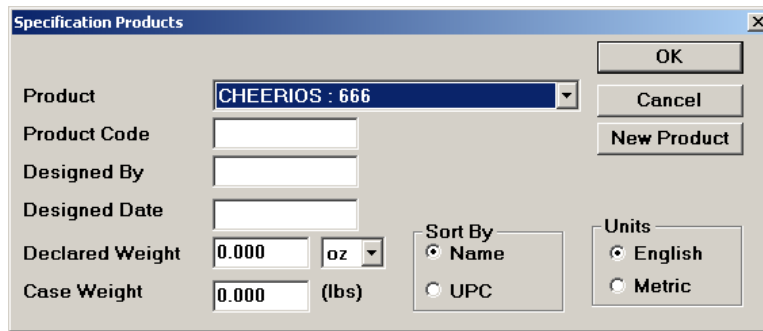 Specification Products
OK
Product CHEERIOS : 666
Cancel
Product Code
New Product
Designed By
Designed Date
Sort By
Units
Declared Weight 0.000 oz
Name
English
Case Weight 0.000 (lbs)
UPC
Metric